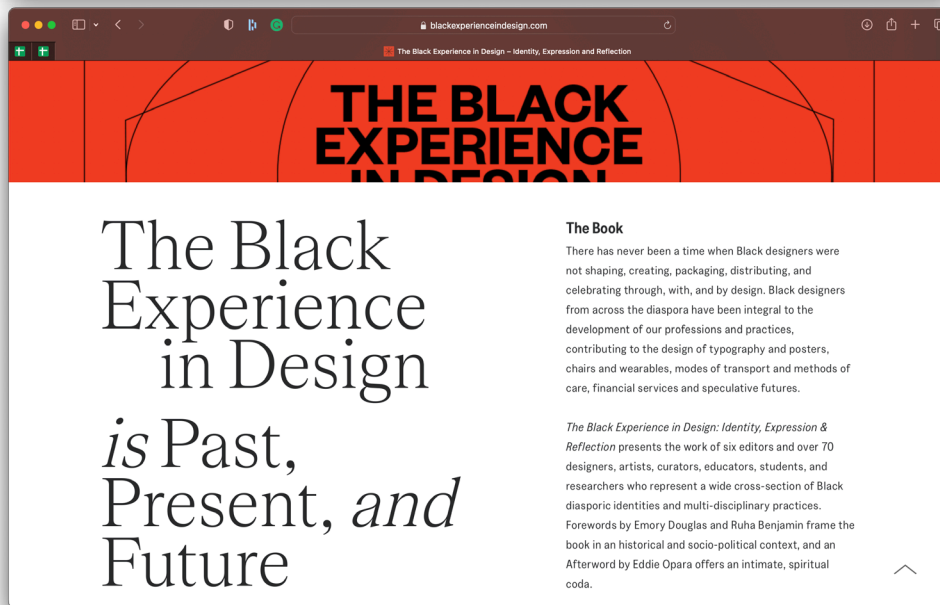 blackexperienceindesign.com
The Black Experience in Design – Identity, Expression and Reflection
THE BLACK
EXPERIENCE
IN DESIGN
The Black
Experience
in Design
is Past,
Present, and
Future
The Book
There has never been a time when Black designers were
not shaping, creating, packaging, distributing, and
celebrating through, with, and by design. Black designers
from across the diaspora have been integral to the
development of our professions and practices,
contributing to the design of typography and posters,
chairs and wearables, modes of transport and methods of
care, financial services and speculative futures.
The Black Experience in Design: Identity, Expression &
Reflection presents the work of six editors and over 70
designers, artists, curators, educators, students, and
researchers who represent a wide cross-section of Black
diasporic identities and multi-disciplinary practices.
Forewords by Emory Douglas and Ruha Benjamin frame the
book in an historical and socio-political context, and an
Afterword by Eddie Opara offers an intimate, spiritual
coda.